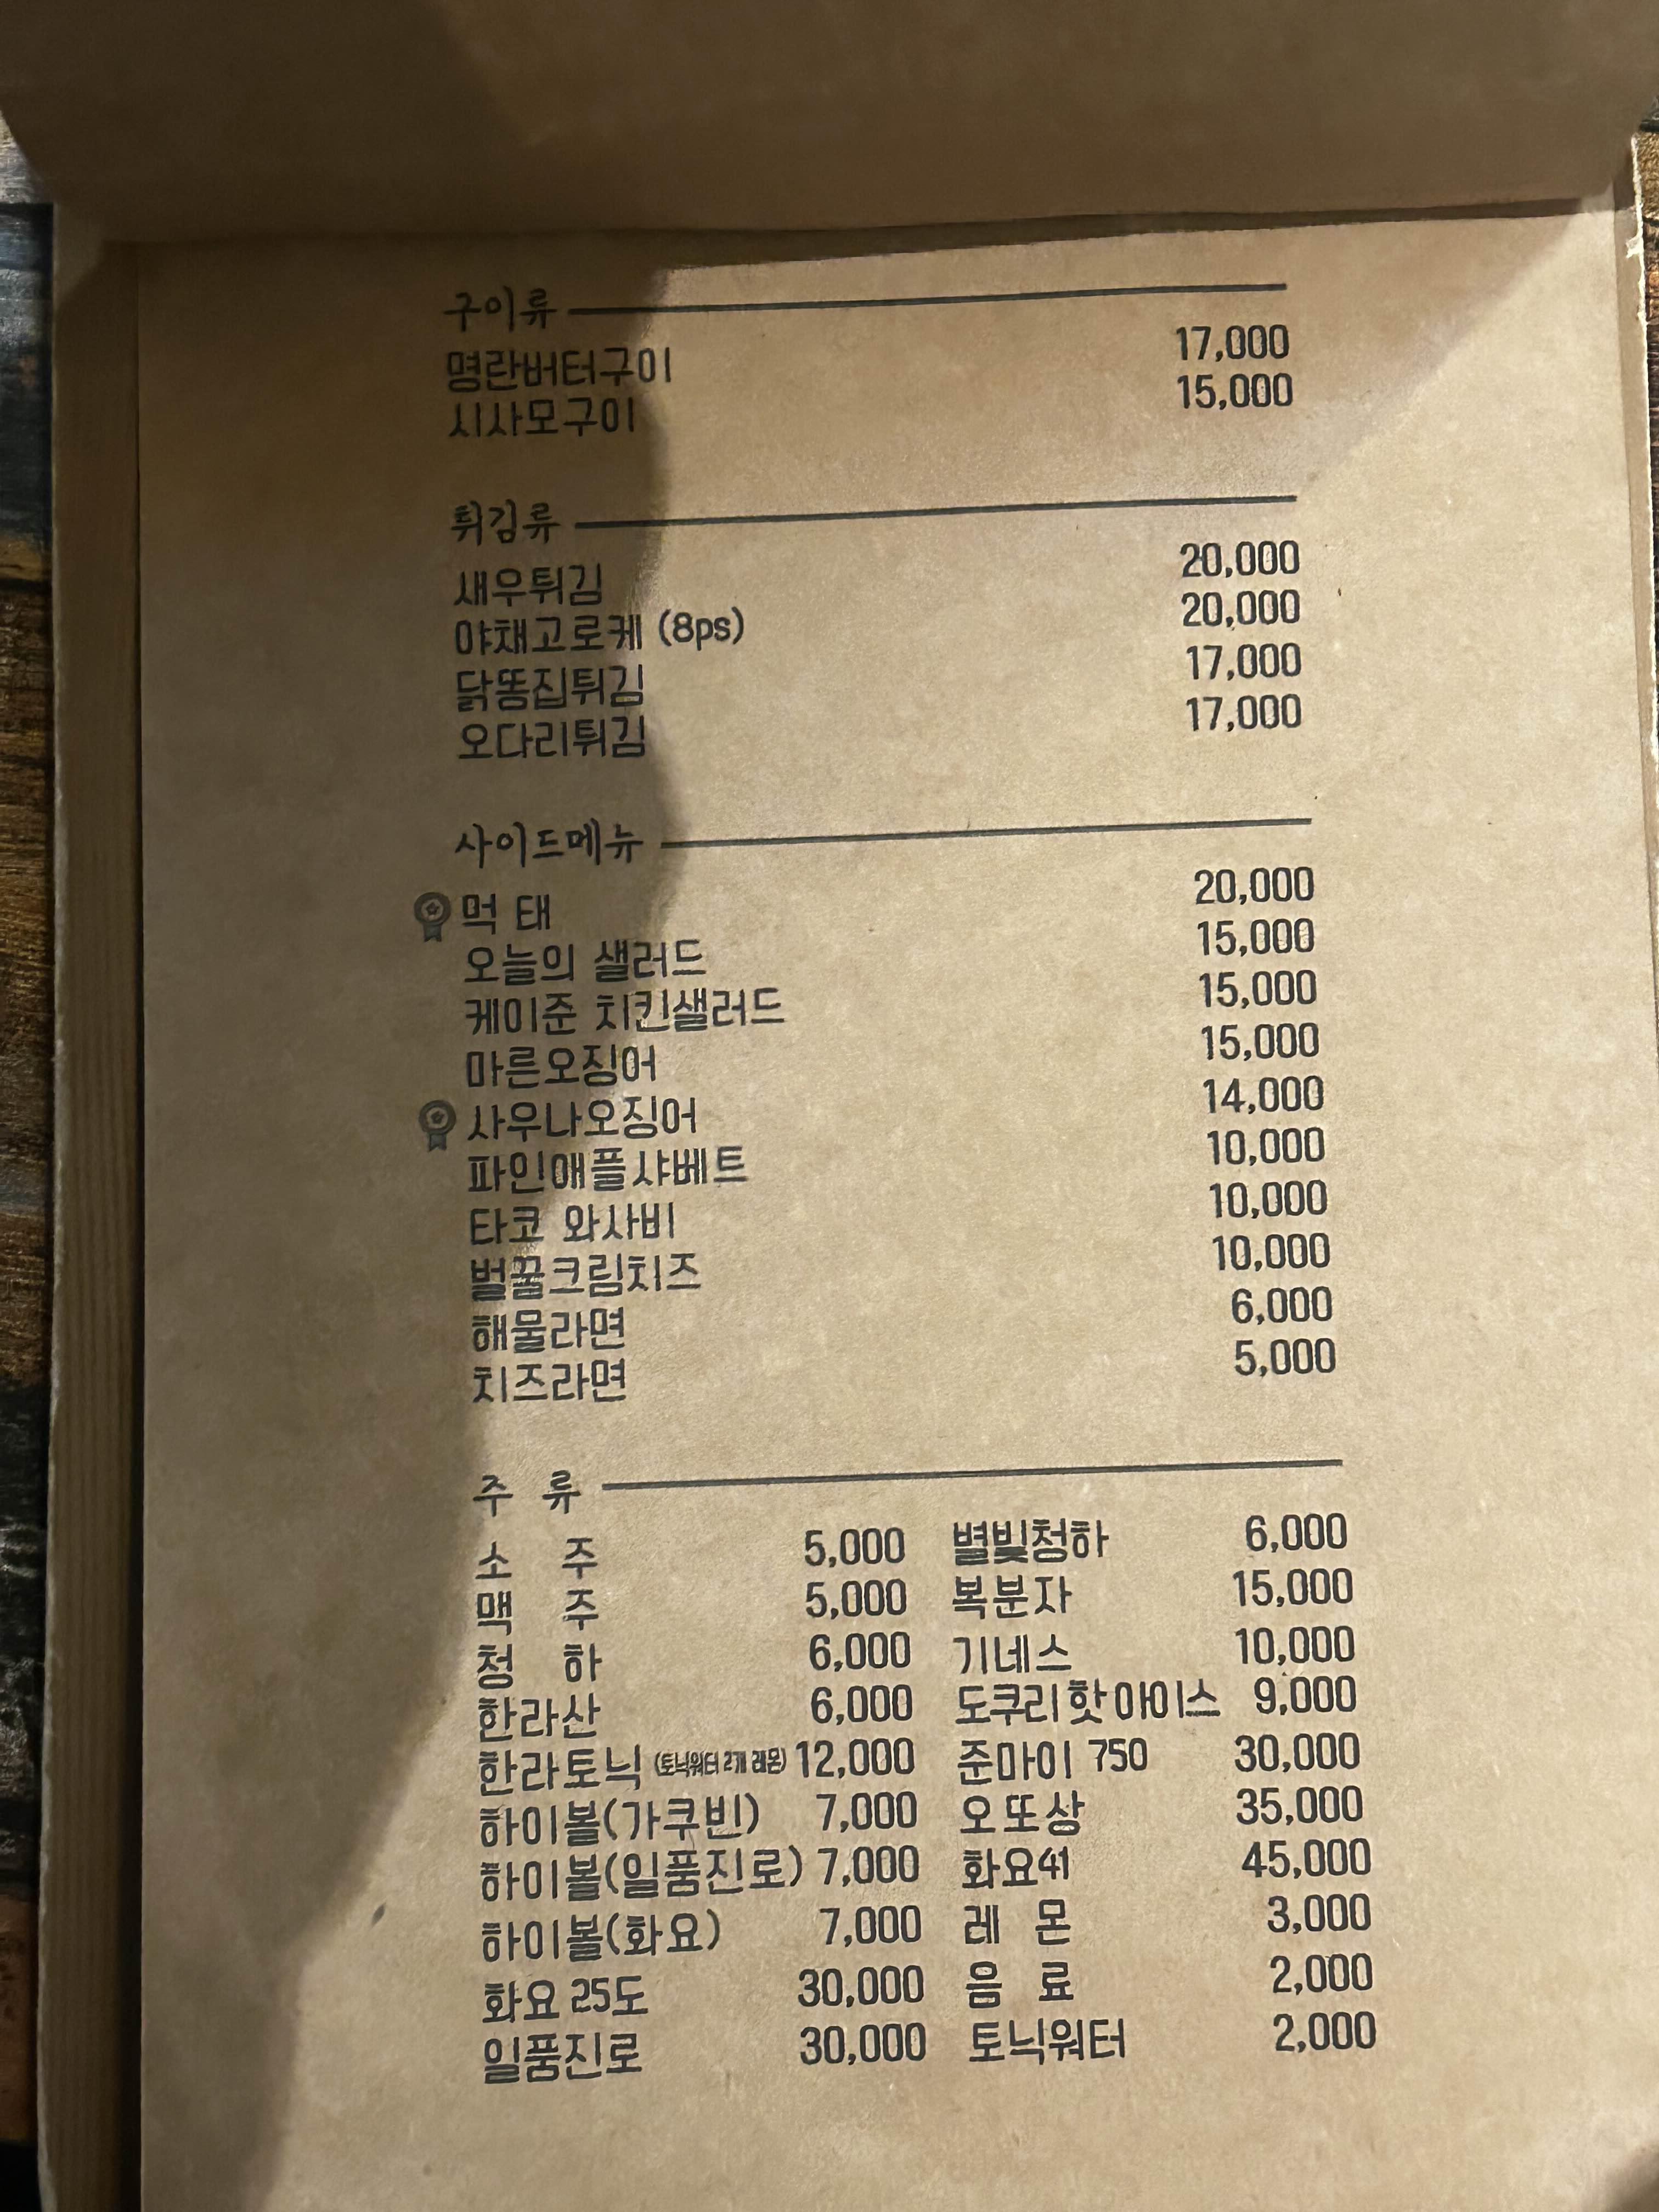 구이류
명란버터구이 17,000
시사모구이 15,000
튀김류
새우튀김 20,000
야채고로케 (8ps) 20,000
닭똥집튀김 17,000
오다리튀김 17,000
사이드메뉴
먹 태 20,000
오늘의 샐러드 15,000
케이준 치킨샐러드 15,000
마른오징어 15,000
사우나오징어 14,000
파인애플샤베트 10,000
타코 와사비 10,000
벌꿀크림치즈 10,000
해물라면 6,000
치즈라면 5,000
주 류
소 주 5,000 별빛청하 6,000
맥 주 5,000 복분자 15,000
청 하 6,000 기네스 10,000
한라산 6,000 도쿠리핫아이스 9,000
한라토닉 (토닉워터 2개 레몬) 12,000 준마이 750 30,000
하이볼(가쿠빈) 7,000 오또상 35,000
하이볼(일품진로) 7,000 화요41 45,000
하이볼(화요) 7,000 레 몬 3,000
화요 25도 30,000 음 료 2,000
일품진로 30,000 토닉워터 2,000